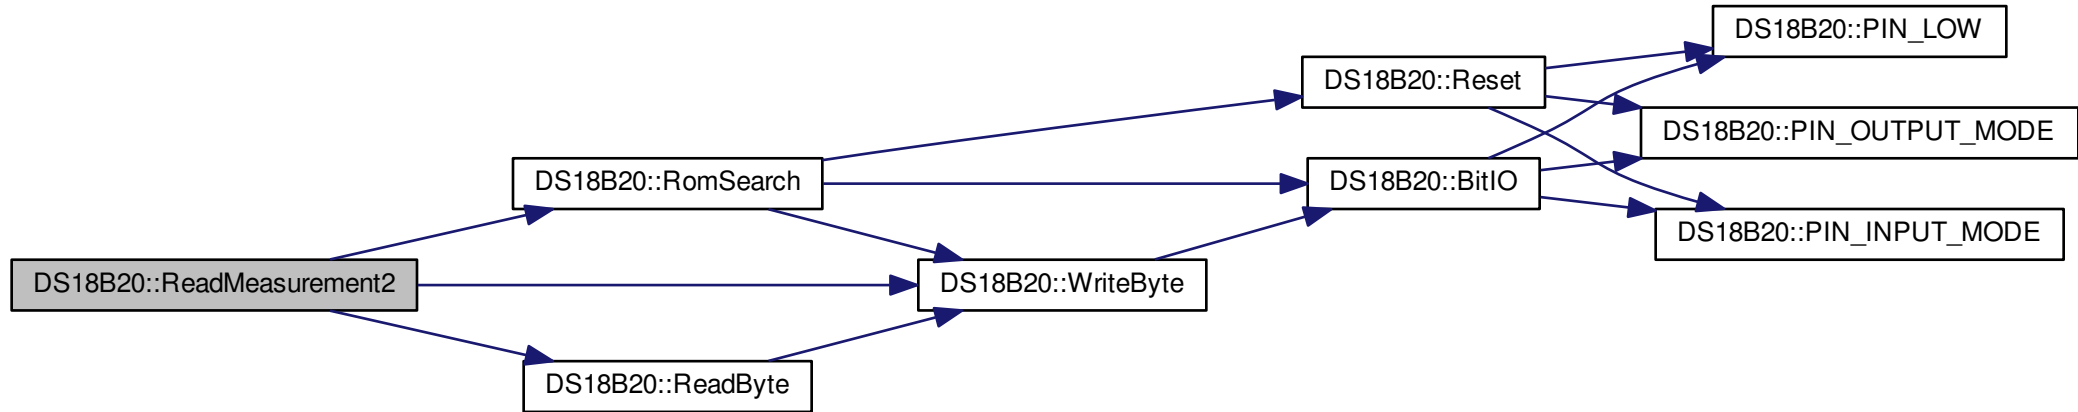 DS18B20::ReadMeasurement2
DS18B20::RomSearch
DS18B20::ReadByte
DS18B20::WriteByte
DS18B20::Reset
DS18B20::BitIO
DS18B20::PIN_LOW
DS18B20::PIN_OUTPUT_MODE
DS18B20::PIN_INPUT_MODE